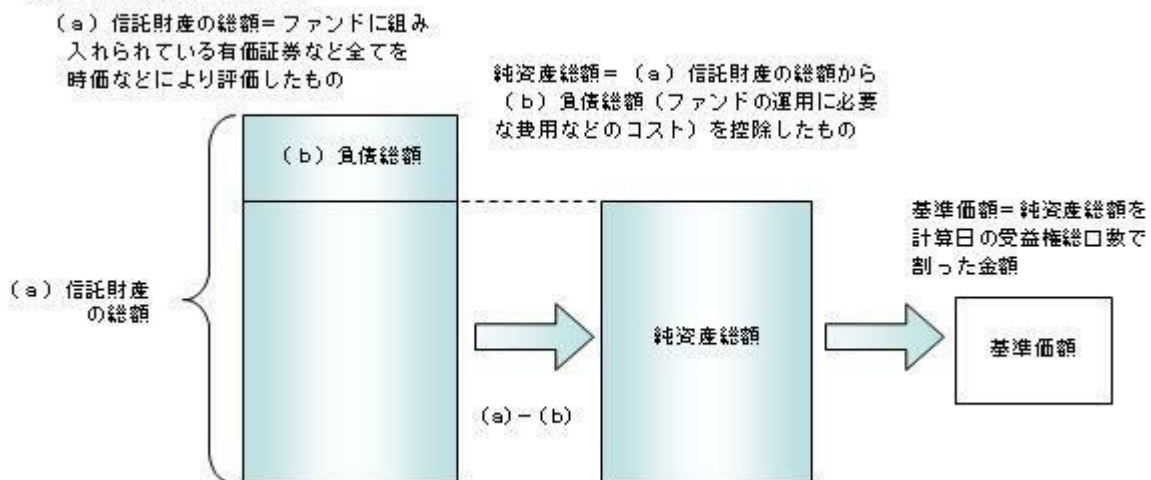 (a)信託財産の総額=ファンドに組み
入れられている有価証券など全てを
時価などにより評価したもの
純資産総額=(a)信託財産の総額から
(b)負債総額(ファンドの運用に必要
な費用などのコスト)を控除したもの
(b)負債総額
基準価額=純資産総額を
計算日の受益権総口数で
割った金額
(a)信託財産
の総額
純資産総額
基準価額
(a)-(b)